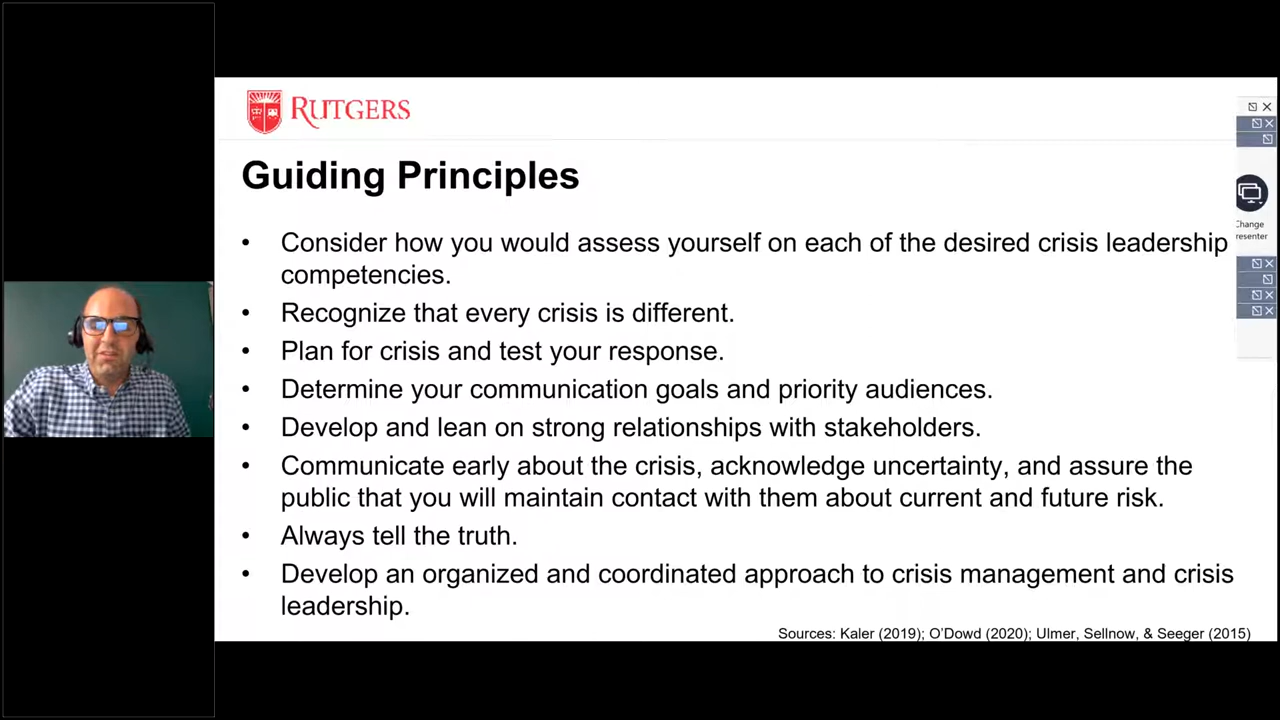 RUTGERS
Guiding Principles
• Consider how you would assess yourself on each of the desired crisis leadership
competencies.
• Recognize that every crisis is different.
• Plan for crisis and test your response.
• Determine your communication goals and priority audiences.
• Develop and lean on strong relationships with stakeholders.
• Communicate early about the crisis, acknowledge uncertainty, and assure the
public that you will maintain contact with them about current and future risk.
• Always tell the truth.
• Develop an organized and coordinated approach to crisis management and crisis
leadership.
Sources: Kaler (2019); O'Dowd (2020); Ulmer, Sellnow, & Seeger (2015)
Change
resenter